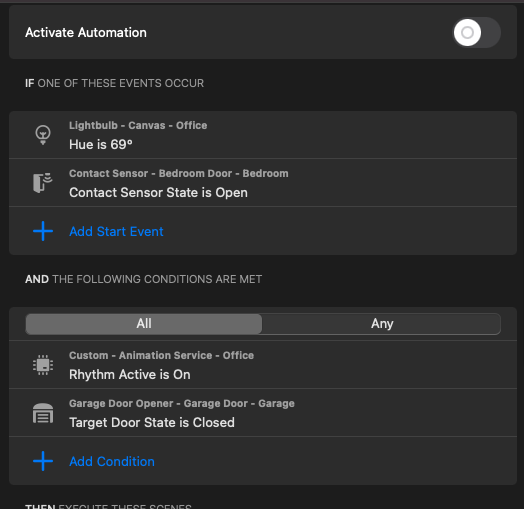 Activate Automation
IF ONE OF THESE EVENTS OCCUR
Lightbulb - Canvas - Office
Hue is 69°
Contact Sensor - Bedroom Door - Bedroom
Contact Sensor State is Open
Add Start Event
AND THE FOLLOWING CONDITIONS ARE MET
All Any
Custom - Animation Service - Office
Rhythm Active is On
Garage Door Opener - Garage Door - Garage
Target Door State is Closed
Add Condition
THEN EXECUTE THESE SCENES